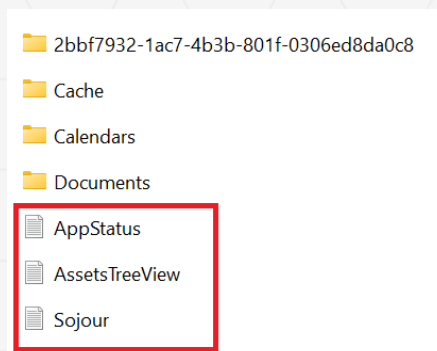 2bbf7932-1ac7-4b3b-801f-0306ed8da0c8
Cache
Calendars
Documents
AppStatus
AssetsTreeView
Sojour